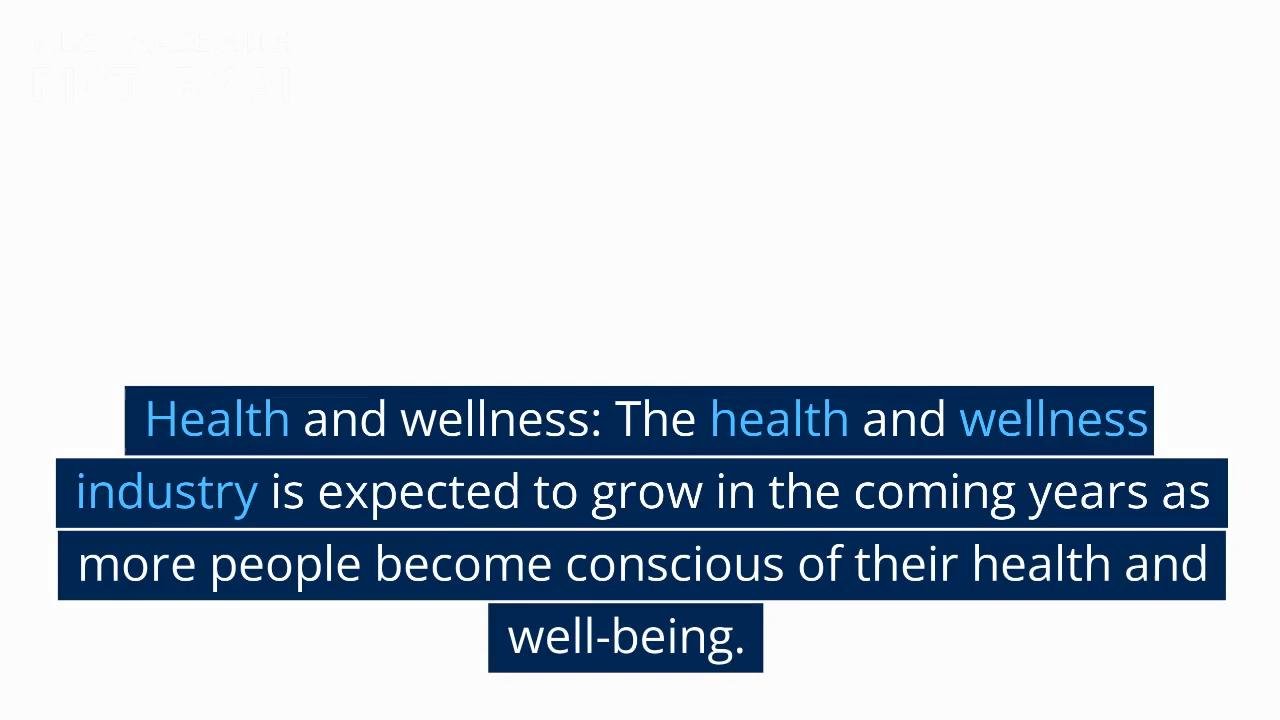 Health and wellness: The health and wellness
industry is expected to grow in the coming years as
more people become conscious of their health and
well-being.